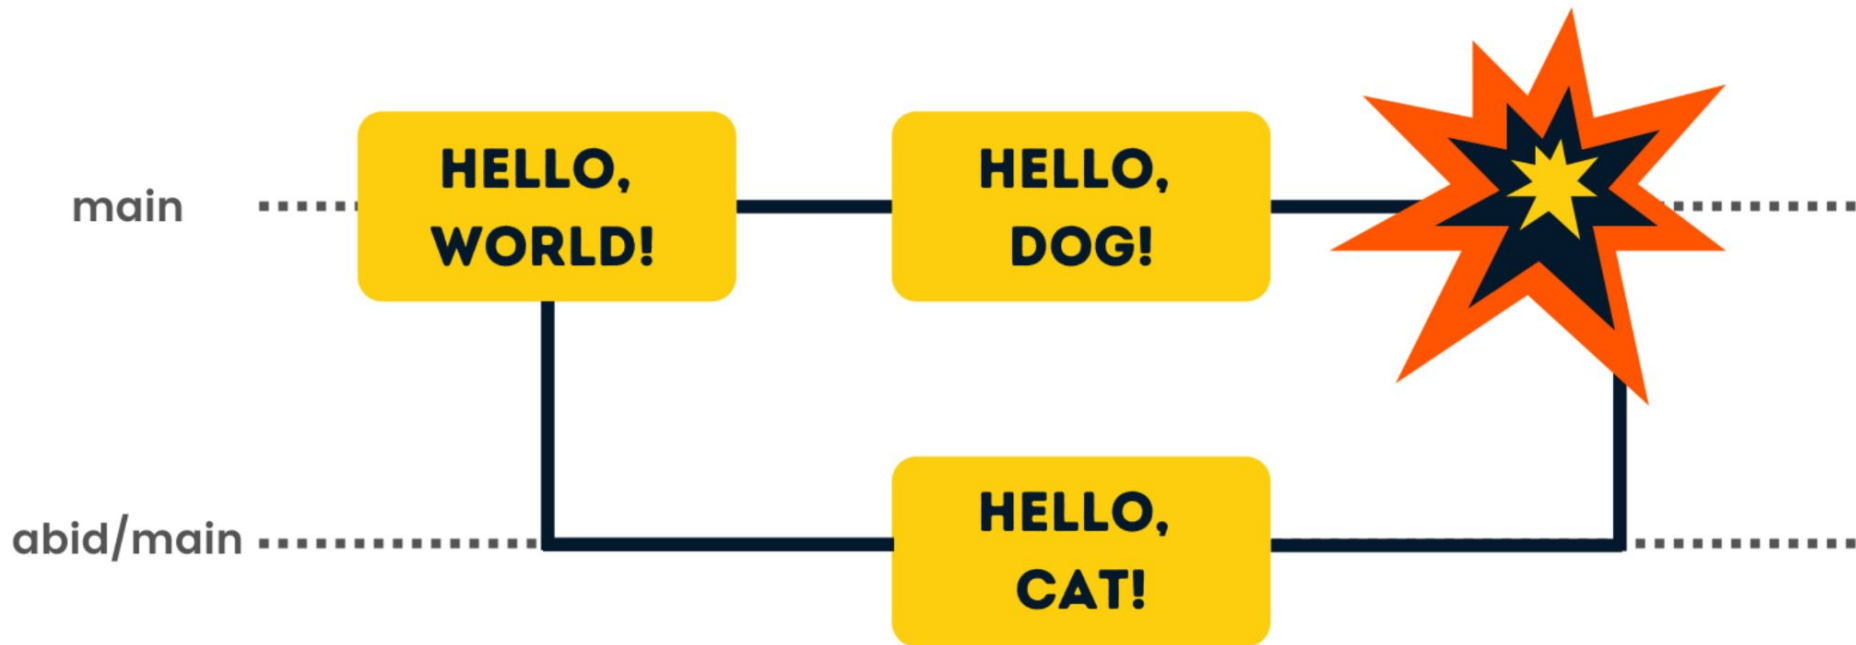 main
HELLO,
WORLD!
HELLO,
DOG!
abid/main
HELLO,
CAT!